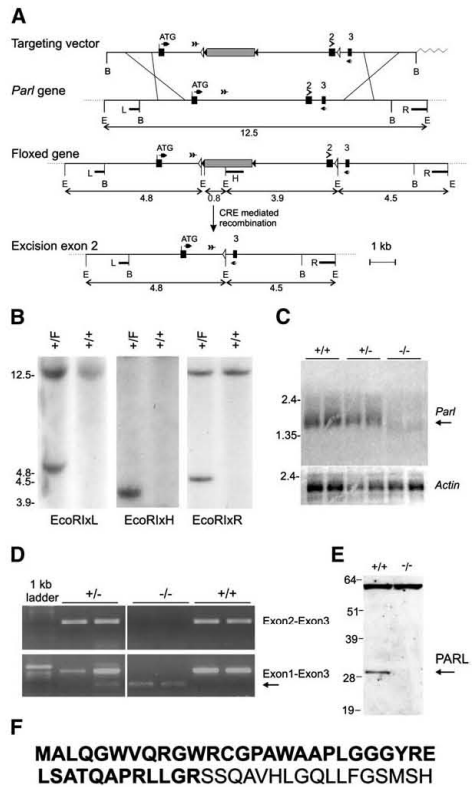 A
Targeting vector
ATG 2 3
B B
Parl gene
ATG 2 3
L R
E B B E
12.5
Floxed gene
ATG 2 3
L H R
E B E E E B E
4.8 0.8 3.9 4.5
CRE mediated
recombination
Excision exon 2
ATG 3
1 kb
L R
E B E B E
4.8 4.5
B
+/F +/+ +/F +/+ +/F +/+
12.5-
4.8-
4.5-
3.9-
EcoRIxL EcoRIxH EcoRIxR
C
+/+ +/- -/-
2.4-
Parl
1.35-
2.4-
Actin
D
1 kb
ladder +/- -/- +/+
Exon2-Exon3
Exon1-Exon3
E
+/+ -/-
64-
51-
39-
PARL
28-
19-
F
MALQGWVQRGWRCGPAWAAPLGGGYRE
LSATQAPRLLGRSSQAVHLGQLLFGSMSH